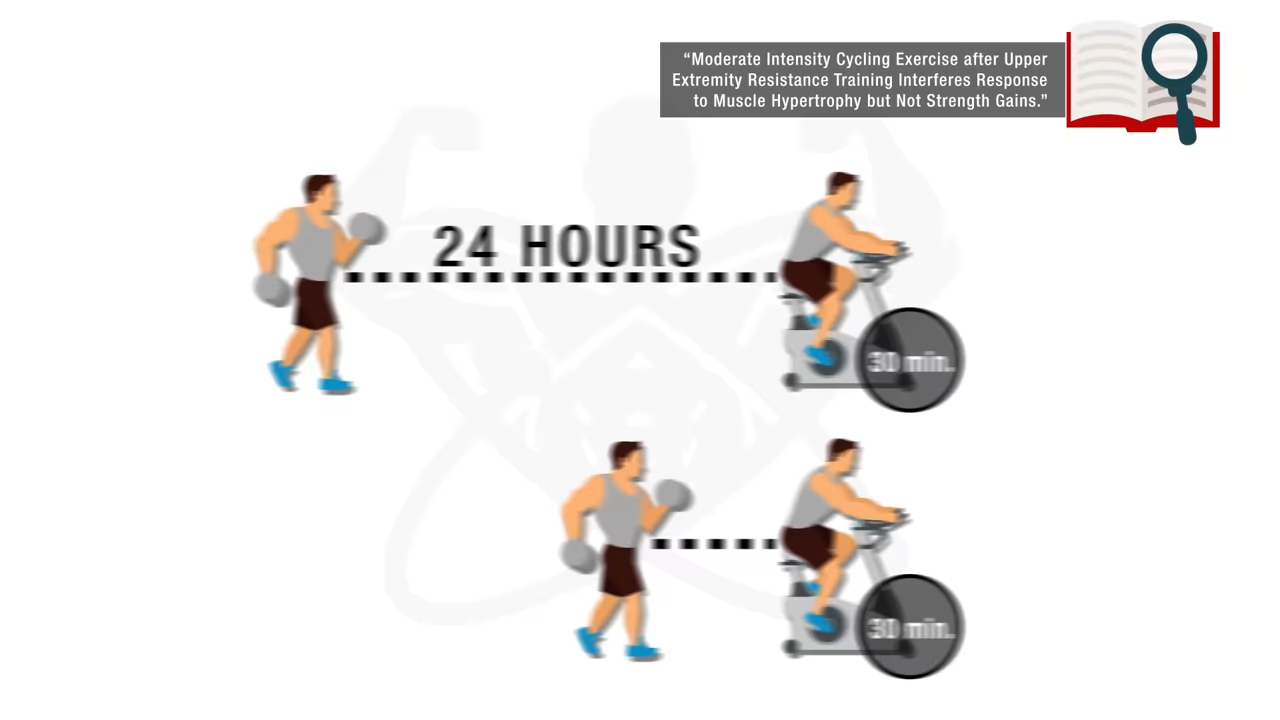 “Moderate Intensity Cycling Exercise after Upper
Extremity Resistance Training Interferes Response
to Muscle Hypertrophy but Not Strength Gains.”
24 HOURS
30 min.
30 min.